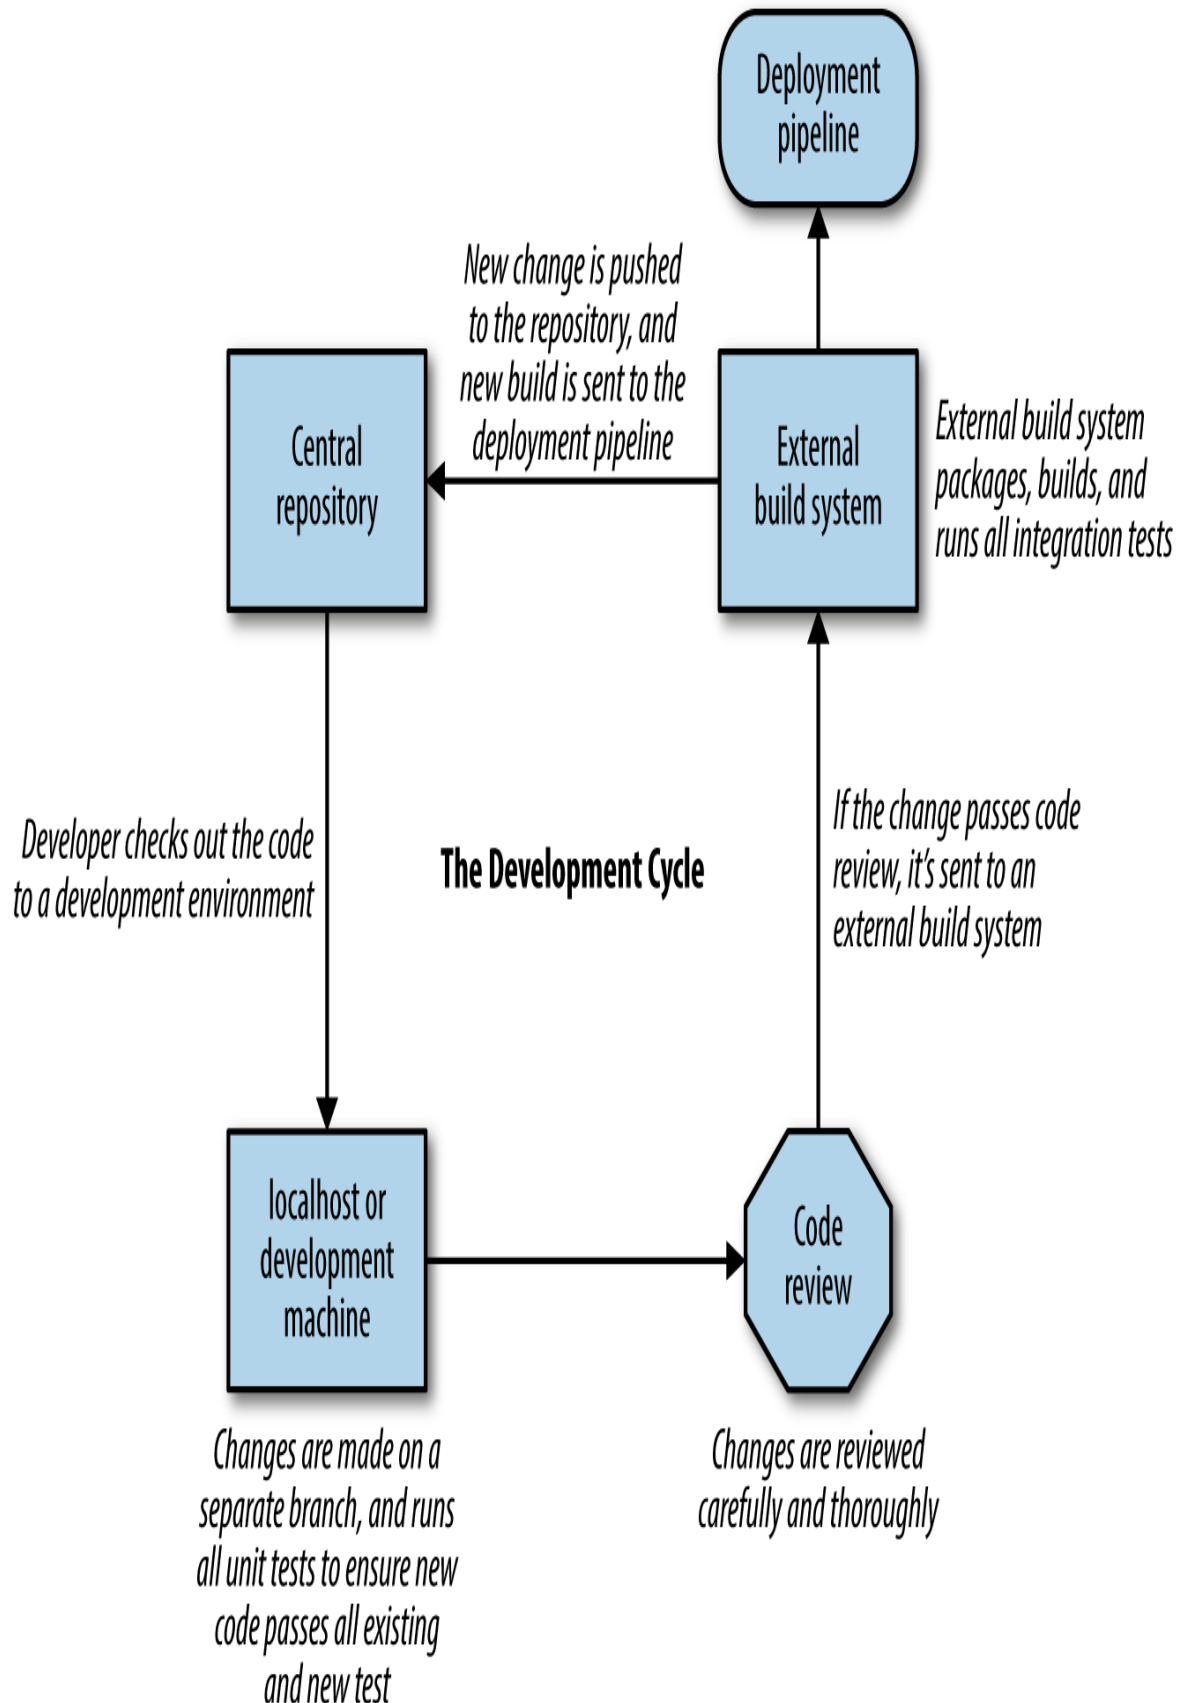 Deployment
pipeline
New change is pushed
to the repository, and
new build is sent to the
deployment pipeline
Central
repository
External
build system
External build system
packages, builds, and
runs all integration tests
Developer checks out the code
to a development environment
The Development Cycle
If the change passes code
review, it's sent to an
external build system
localhost or
development
machine
Code
review
Changes are made on a
separate branch, and runs
all unit tests to ensure new
code passes all existing
and new test
Changes are reviewed
carefully and thoroughly